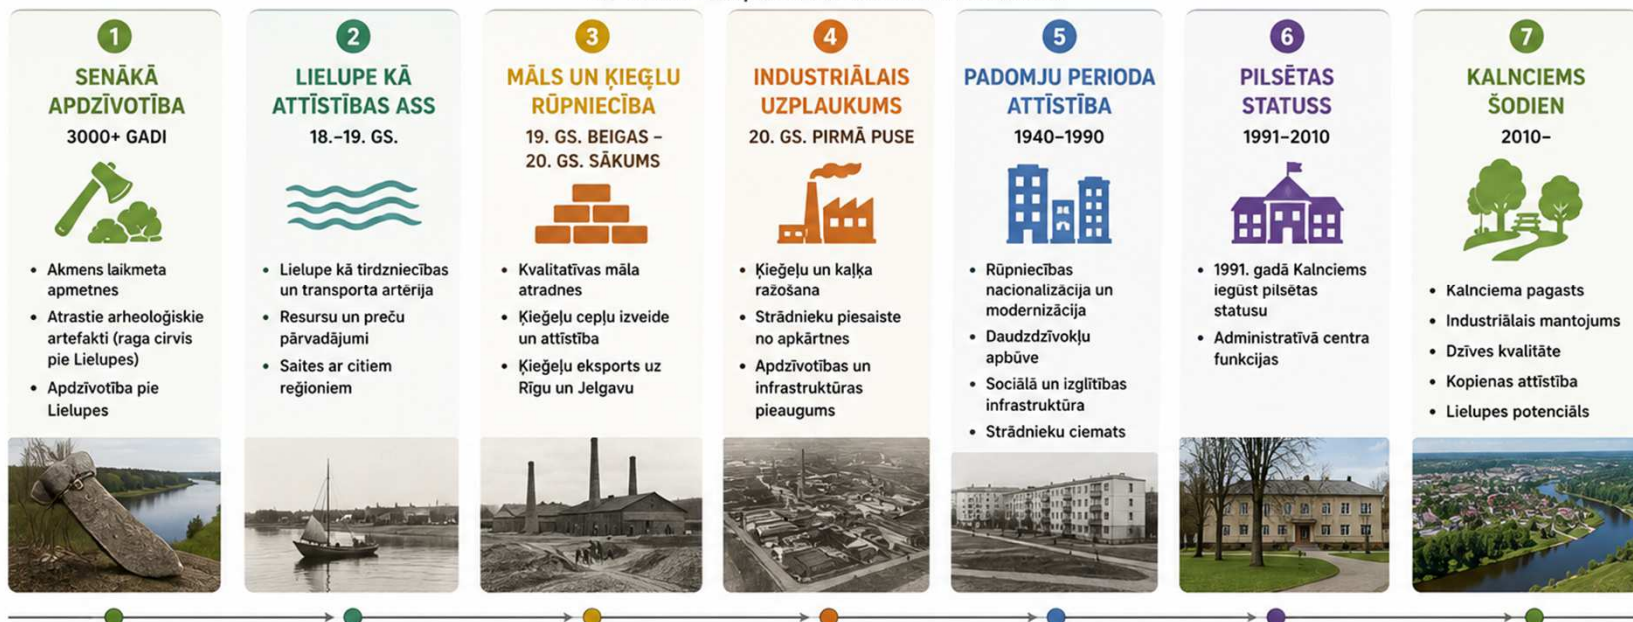 1
SENĀKĀ
APDZĪVOTĪBA
3000+ GADI
• Akmens laikmeta
apmetnes
• Atrastie arheoloģiskie
artefakti (raga cirvis
pie Lielupes)
• Apdzīvotība pie
Lielupes
2
LIELUPE KĀ
ATTĪSTĪBAS ASS
18.–19. GS.
• Lielupe kā tirdzniecības
un transporta artērija
• Resursu un preču
pārvadājumi
• Saites ar citiem
reģioniem
3
MĀLS UN ĶIEĢLU
RŪPNIECĪBA
19. GS. BEIGAS –
20. GS. SĀKUMS
• Kvalitatīvas māla
atradnes
• Ķieģeļu cepļu izveide
un attīstība
• Ķieģeļu eksports uz
Rīgu un Jelgavu
4
INDUSTRIĀLAIS
UZPLAUKUMS
20. GS. PIRMĀ PUSE
• Ķieģeļu un kaļķa
ražošana
• Strādnieku piesaiste
no apkārtnes
• Apdzīvotības un
infrastruktūras
pieaugums
5
PADOMJU PERIODA
ATTĪSTĪBA
1940–1990
• Rūpniecības
nacionalizācija un
modernizācija
• Daudzdzīvokļu
apbūve
• Sociālā un izglītības
infrastruktūra
• Strādnieku ciemats
6
PILSĒTAS
STATUSS
1991–2010
• 1991. gadā Kalnciems
iegūst pilsētas
statusu
• Administratīvā centra
funkcijas
7
KALNCIEMS
ŠODIEN
2010–
• Kalnciema pagasts
• Industriālais mantojums
• Dzīves kvalitāte
• Kopienas attīstība
• Lielupes potenciāls